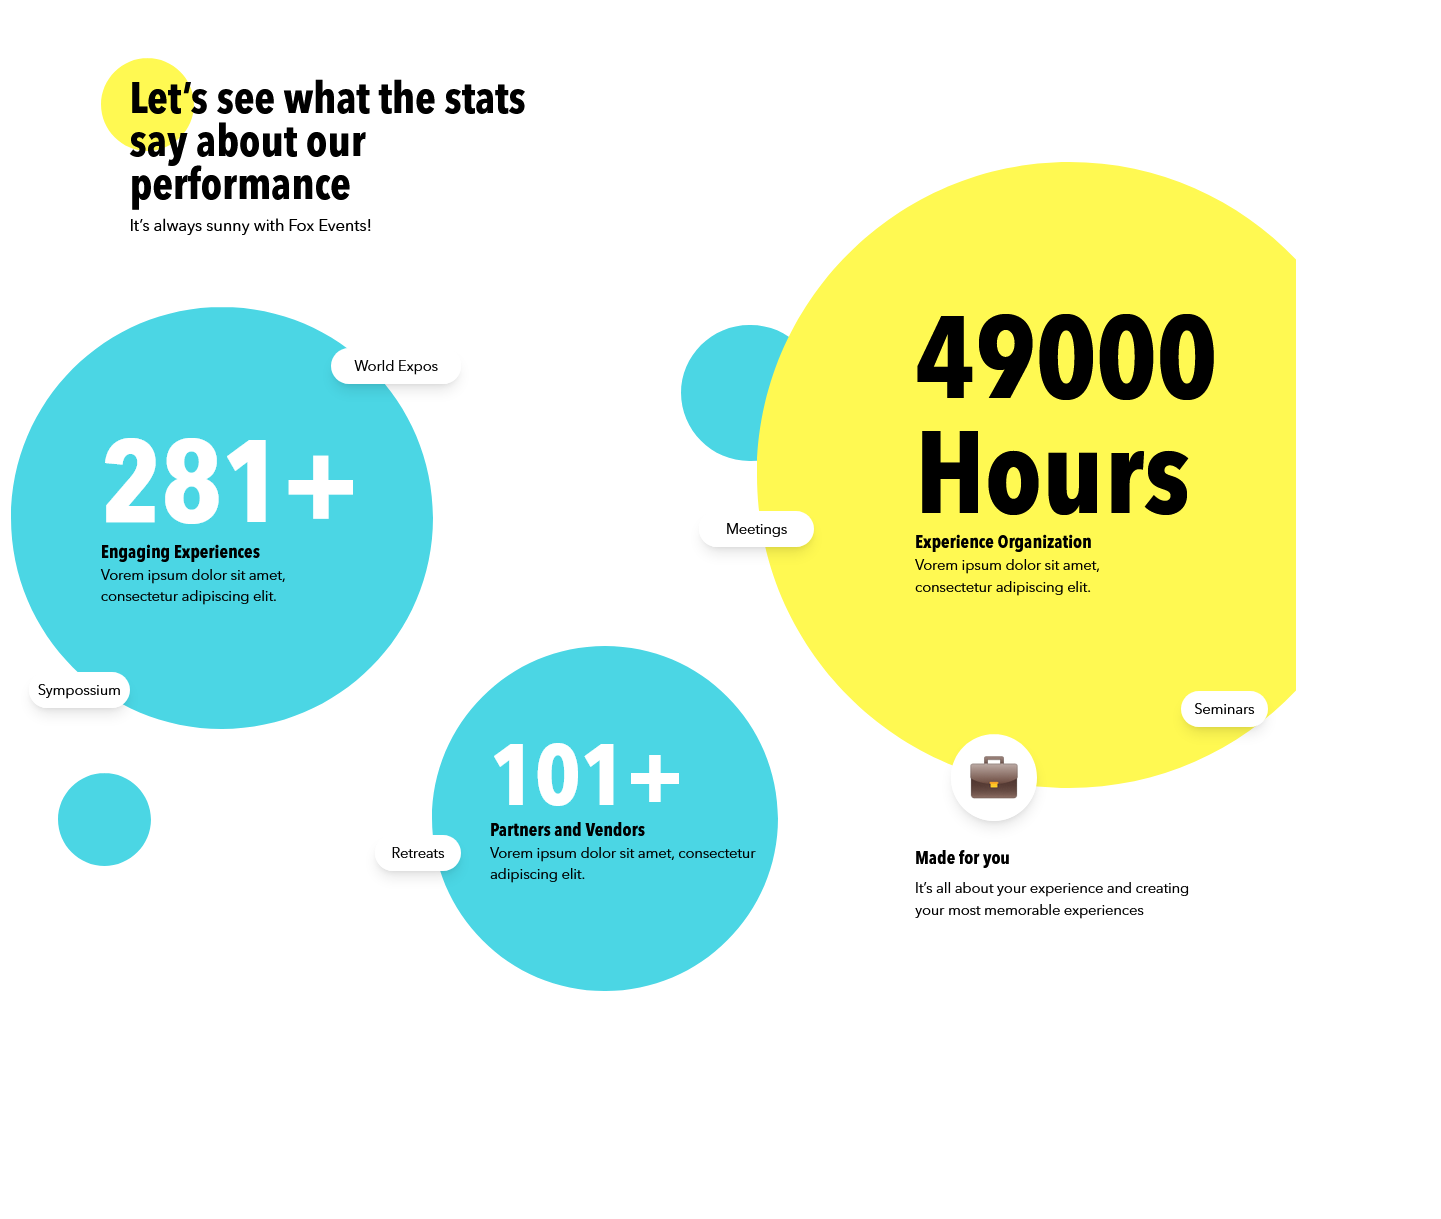 Let’s see what the stats
say about our
performance
It’s always sunny with Fox Events!
World Expos
281+
Engaging Experiences
Vorem ipsum dolor sit amet,
consectetur adipiscing elit.
Sympossium
49000
Hours
Meetings
Experience Organization
Vorem ipsum dolor sit amet,
consectetur adipiscing elit.
Seminars
101+
Partners and Vendors
Retreats
Vorem ipsum dolor sit amet, consectetur
adipiscing elit.
Made for you
It’s all about your experience and creating
your most memorable experiences